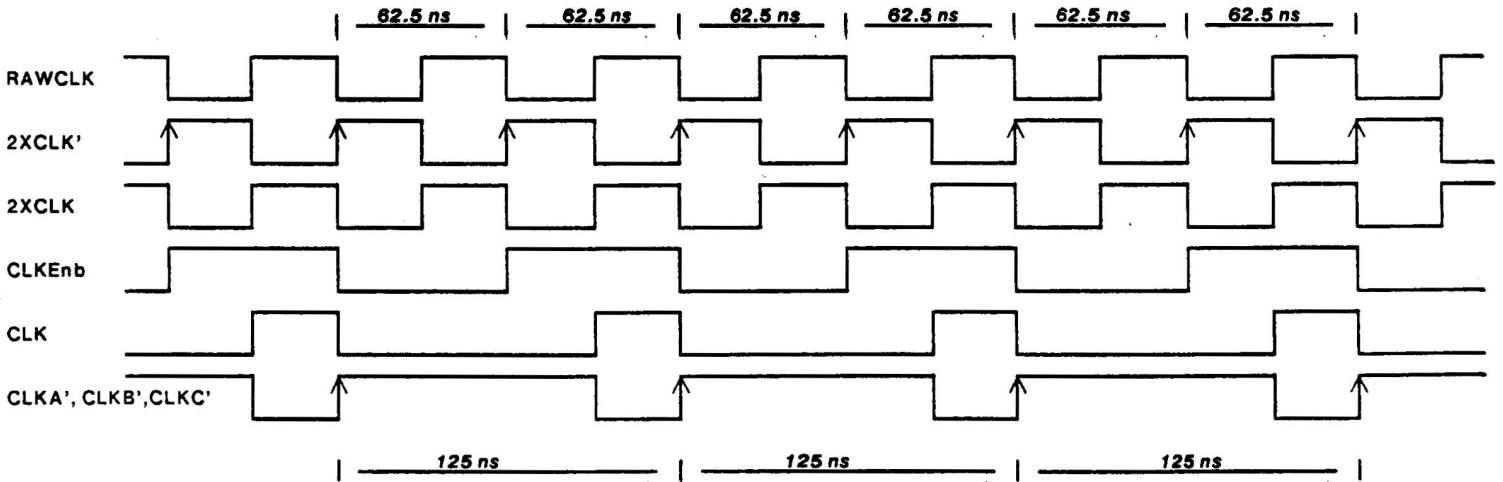 62.5 ns 62.5 ns 62.5 ns 62.5 ns 62.5 ns 62.5 ns
RAWCLK
2XCLK'
2XCLK
CLKEnb
CLK
CLKA', CLKB',CLKC'
125 ns 125 ns 125 ns